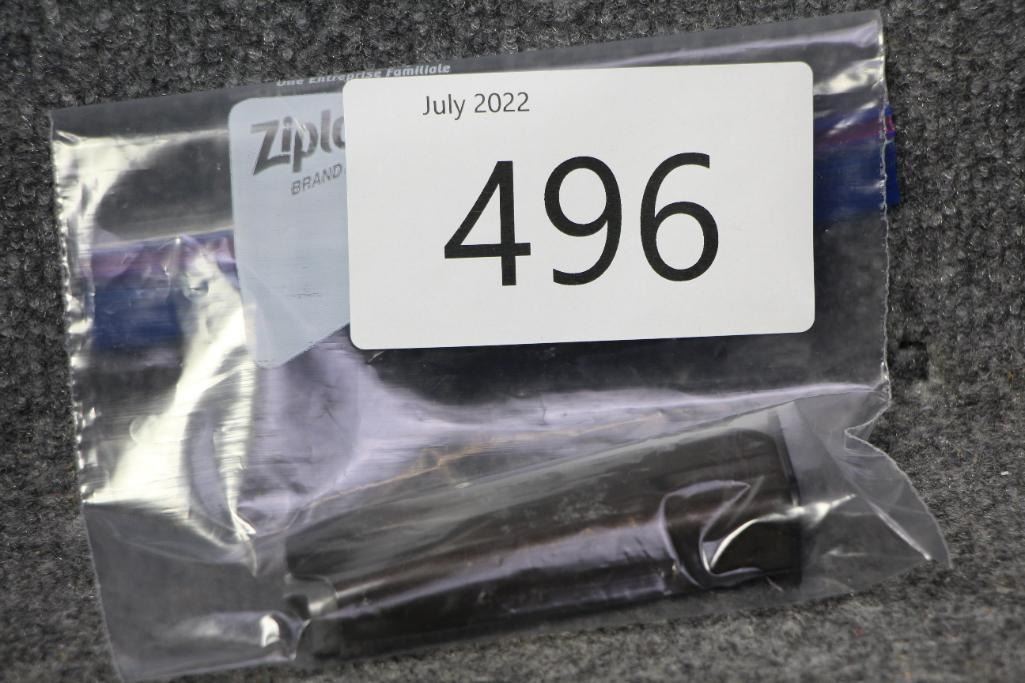 Une Entreprise Familiale
Ziplo
BRAND
July 2022
496